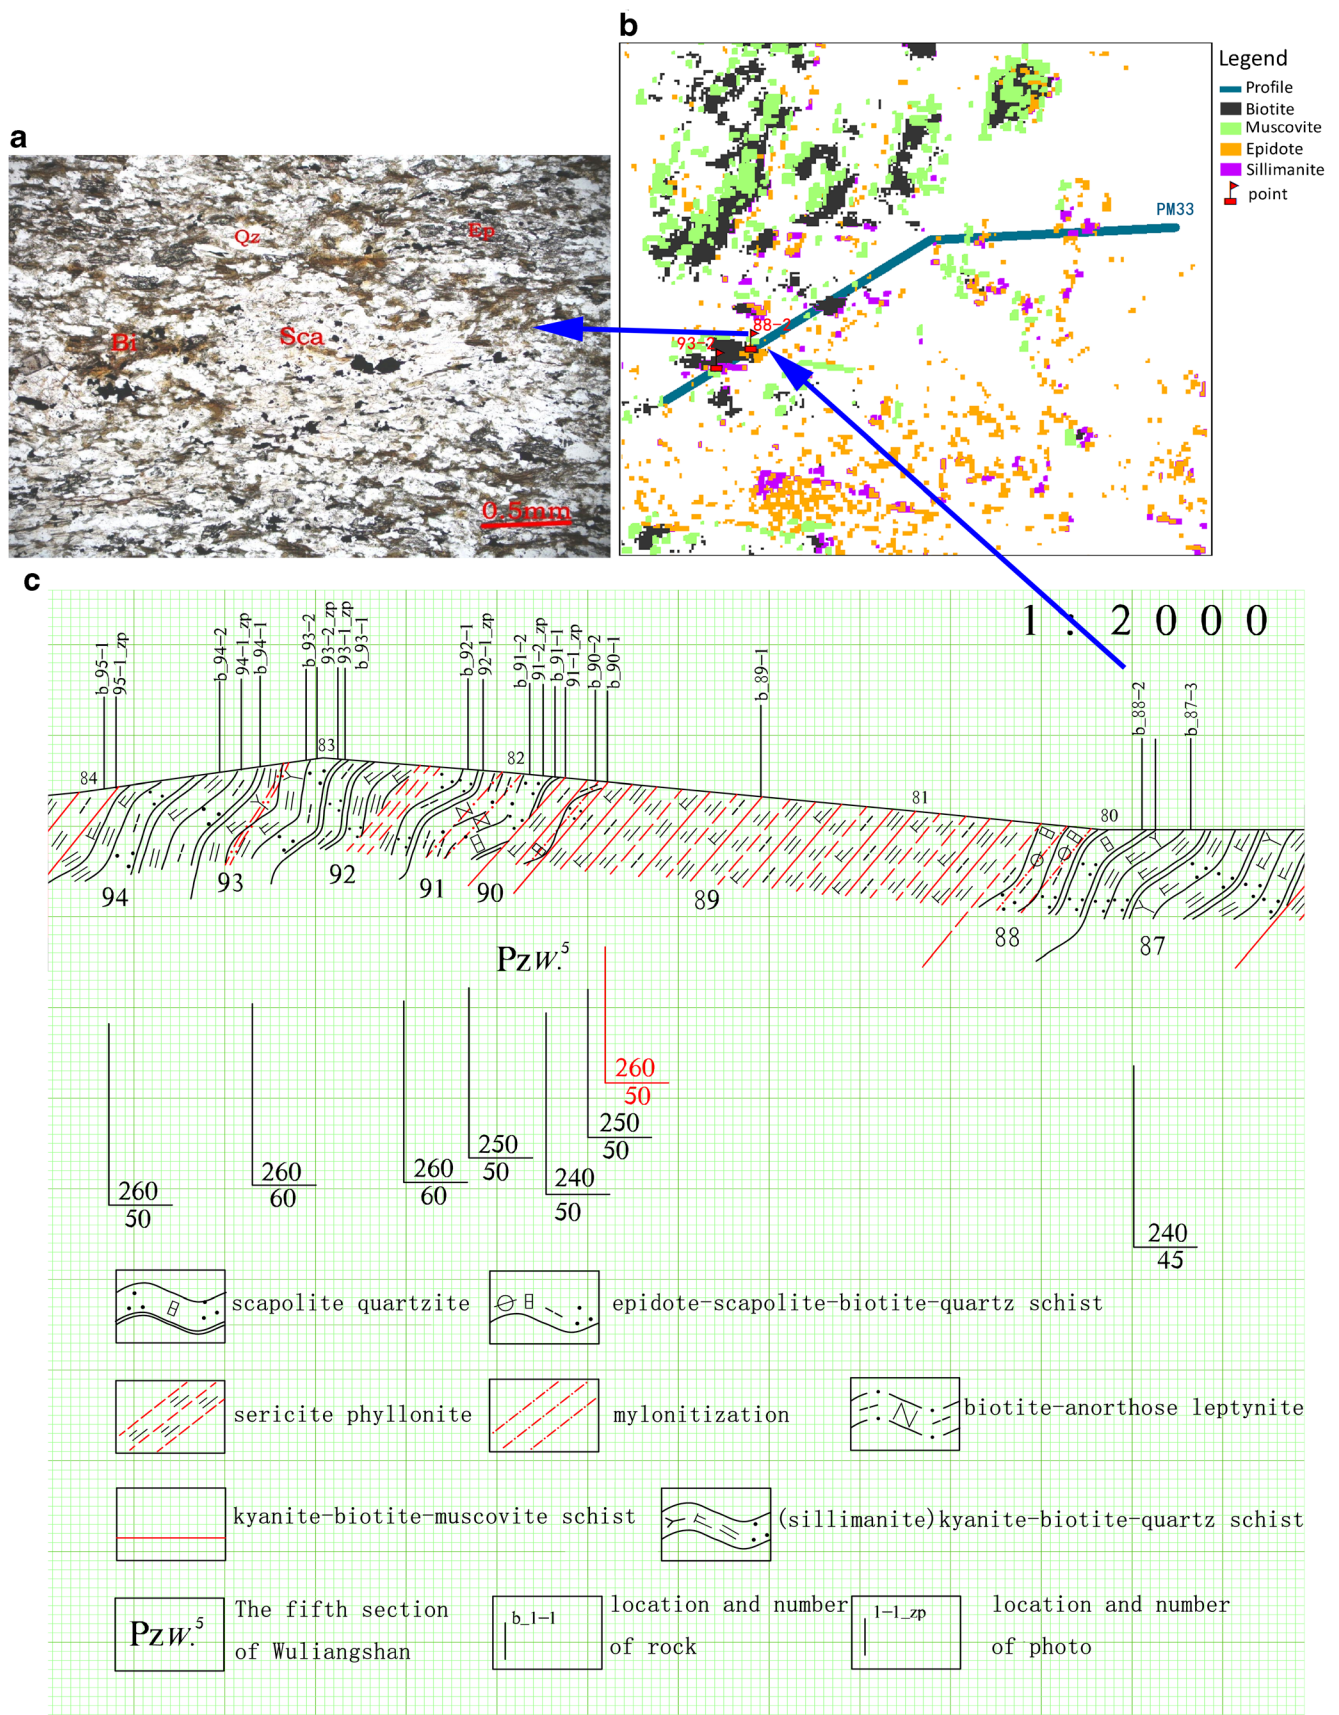 a
Qz
Ep
Bi
Sca
0.5mm
b
Legend
Profile
Biotite
Muscovite
Epidote
Sillimanite
point
PM33
88-2
93-2
c
1:2000
b_95-1
95-1_zp
b_94-2
94-1_zp
b_94-1
b_93-2
93-2_zp
93-1_zp
b_93-1
b_92-1
92-1_zp
b_91-2
91-2_zp
b_91-1
91-1_zp
b_90-2
b_90-1
b_89-1
b_88-2
b_87-3
84
83
82
81
80
94
93
92
91
90
89
88
87
PzW.5
260
50
260
60
260
60
250
50
240
50
250
50
260
50
240
45
scapolite quartzite
epidote-scapolite-biotite-quartz schist
sericite phyllonite
mylonitization
biotite-anorthose leptynite
kyanite-biotite-muscovite schist
(sillimanite)kyanite-biotite-quartz schist
PzW.5
The fifth section
of Wuliangshan
b_1-1
location and number
of rock
1-1_zp
location and number
of photo